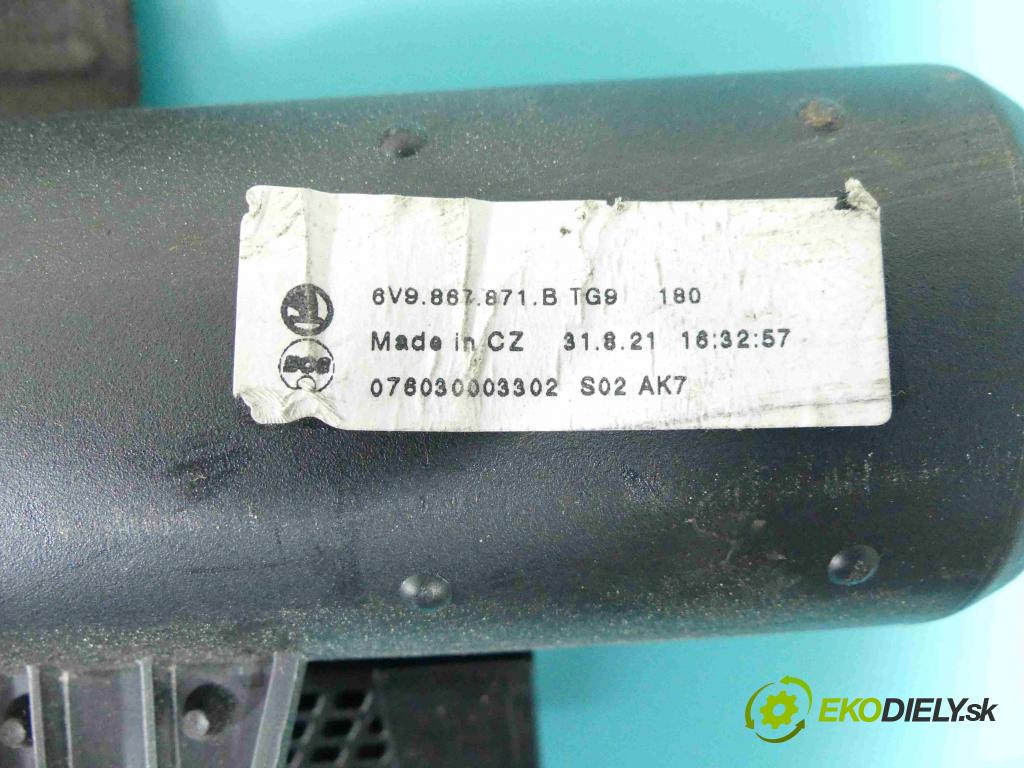 6V9.867.871.B TG9 180
Made in CZ 31.8.21 16:32:57
BOS
076030003302 S02 AK7
EKODIELY.sk